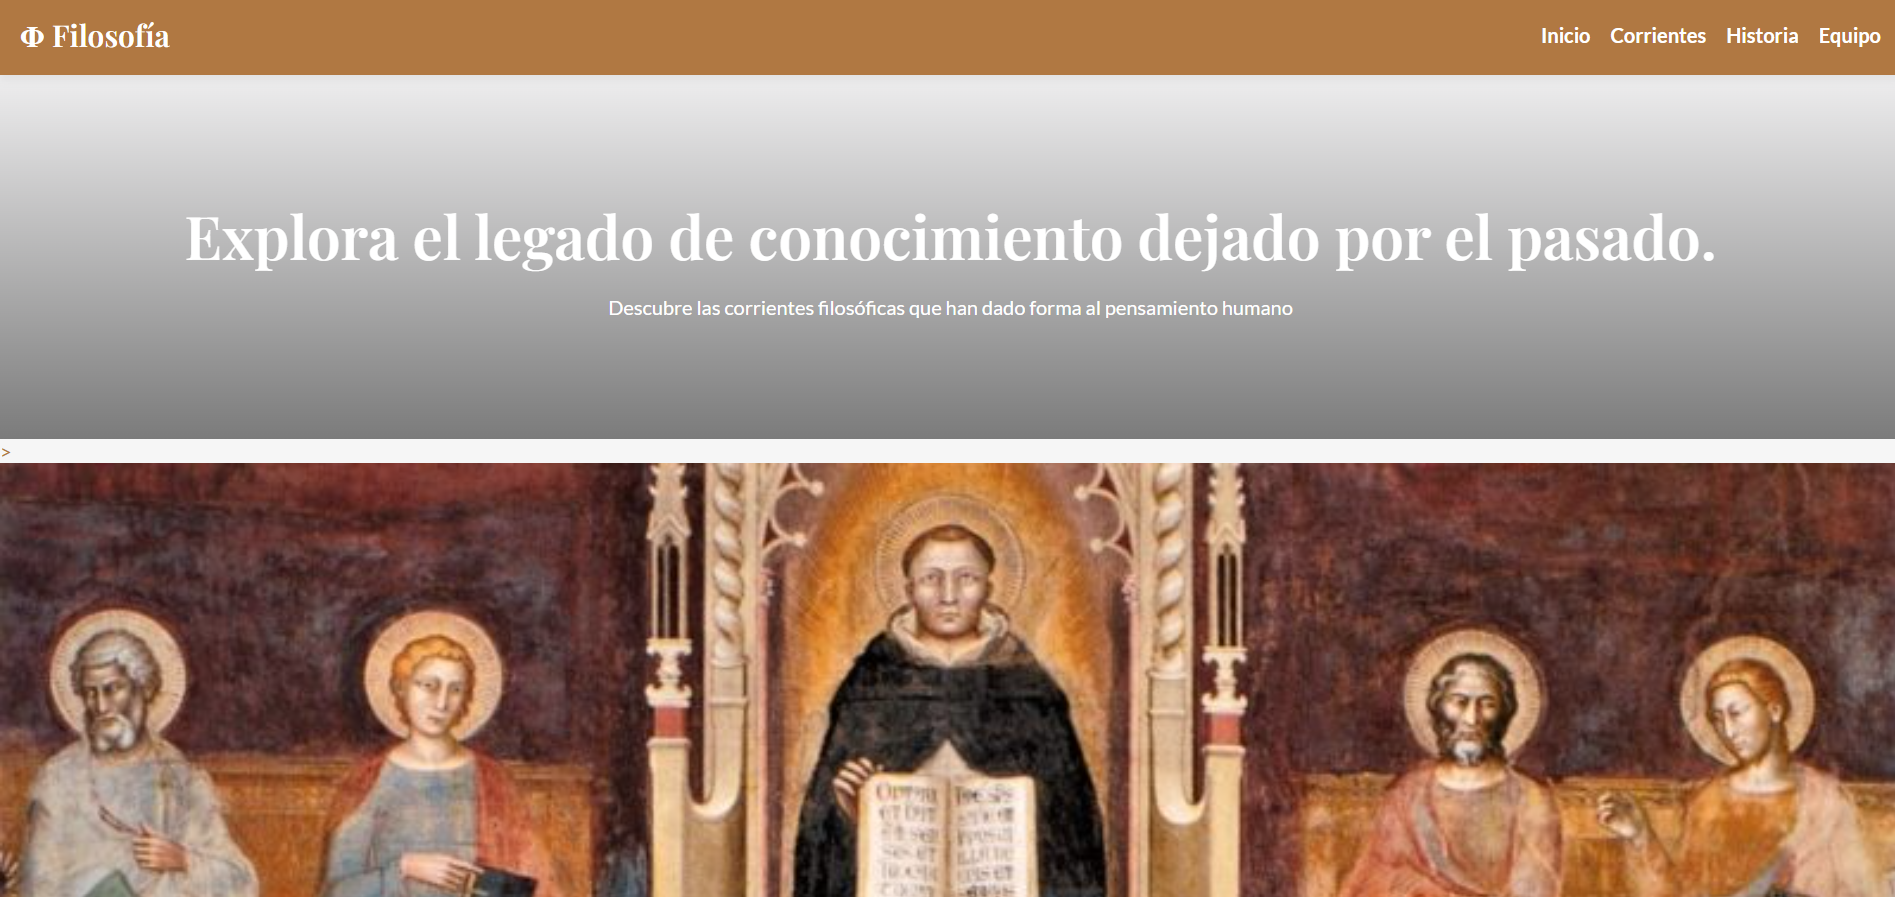 Φ Filosofía
Inicio Corrientes Historia Equipo
Explora el legado de conocimiento dejado por el pasado.
Descubre las corrientes filosóficas que han dado forma al pensamiento humano
>